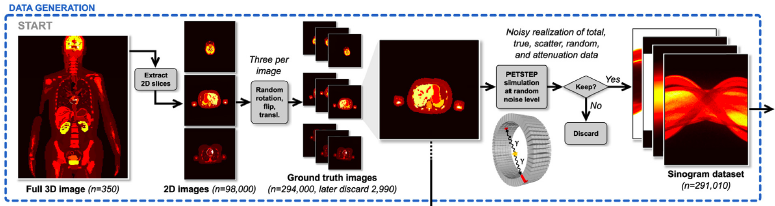 DATA GENERATION
START
Extract
2D slices
Three per
image
Random
rotation,
flip,
transl.
Noisy realization of total,
true, scatter, random,
and attenuation data
PETSTEP
simulation
at random
noise level
Keep?
Yes
No
Discard
γ
γ
Full 3D image (n=350)
2D images (n=98,000)
Ground truth images
(n=294,000, later discard 2,990)
Sinogram dataset
(n=291,010)